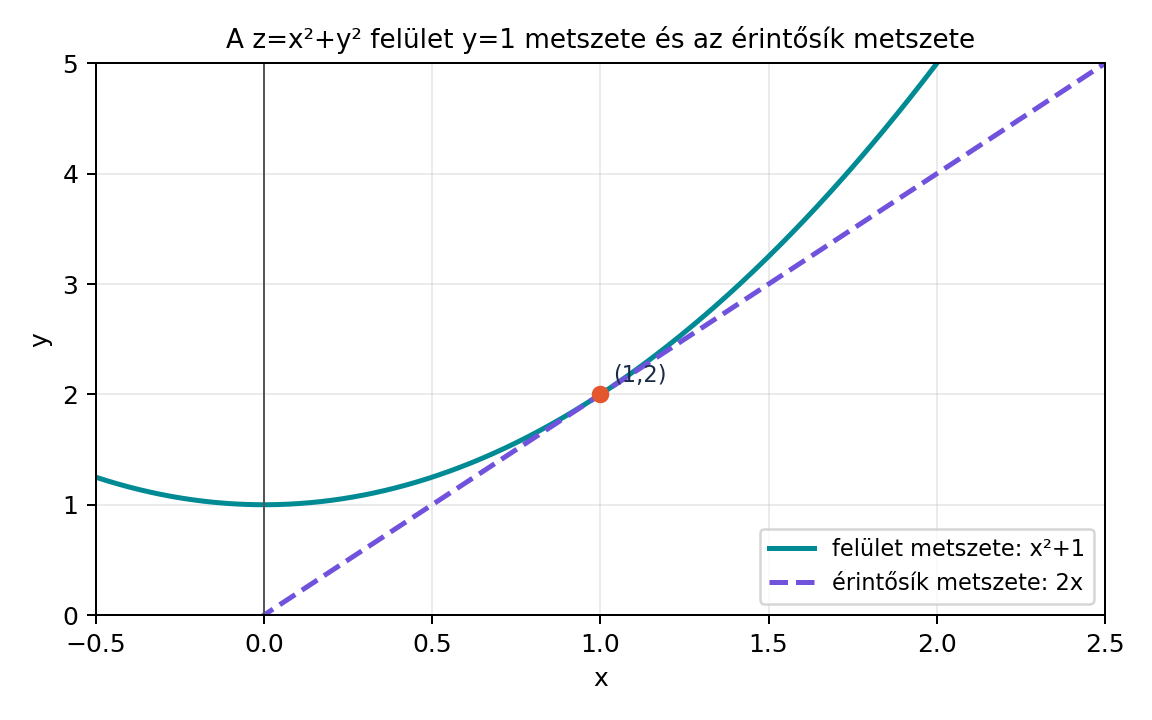 A z=x²+y² felület y=1 metszete és az érintősík metszete
5
4
3
2
1
0
y
(1,2)
felület metszete: x²+1
érintősík metszete: 2x
−0.5 0.0 0.5 1.0 1.5 2.0 2.5
x